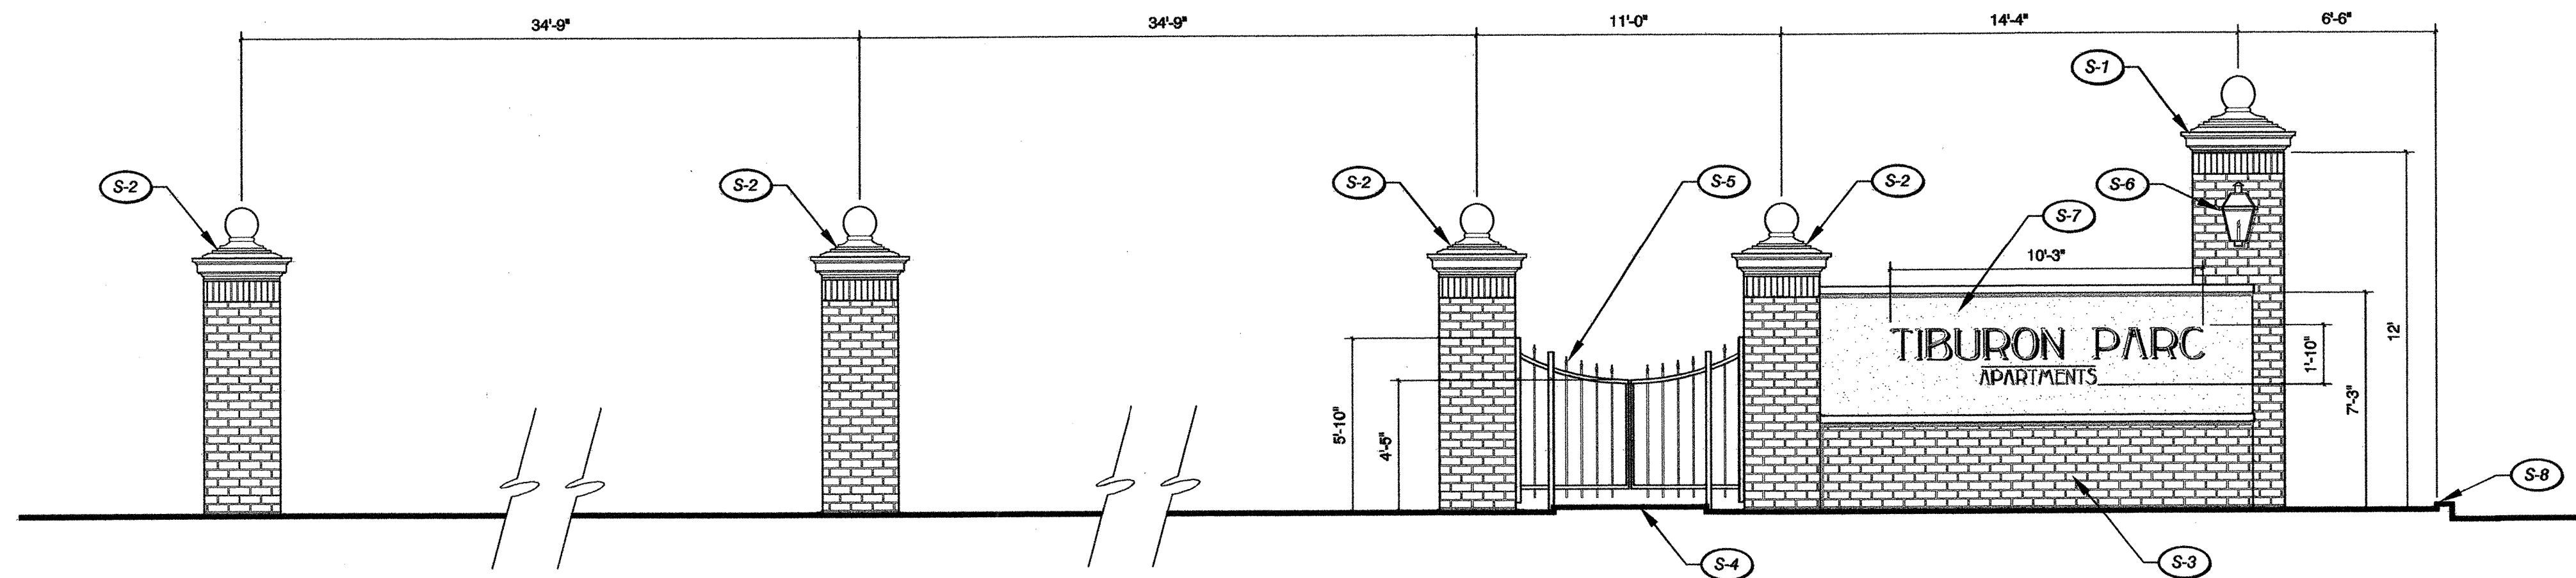 34'-9"
34'-9"
11'-0"
14'-4"
6'-6"
S-1
S-2
S-2
S-2
S-5
S-2
S-6
S-7
10'-3"
TIBURON PARC
APARTMENTS
1'-10"
12'
7'-3"
5'-10"
4'-5"
S-8
S-4
S-3